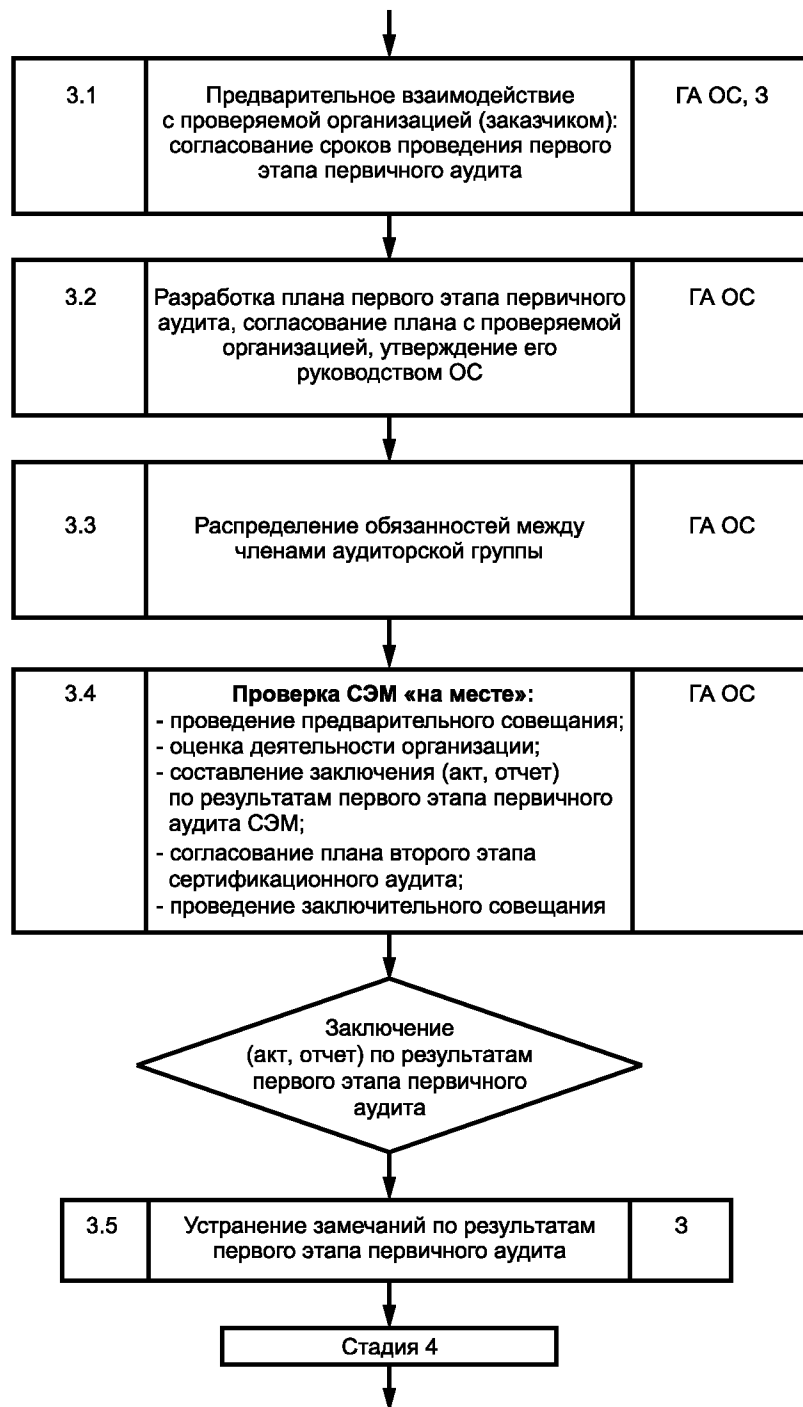 3.1
Предварительное взаимодействие
с проверяемой организацией (заказчиком):
согласование сроков проведения первого
этапа первичного аудита
ГА ОС, З
3.2
Разработка плана первого этапа первичного
аудита, согласование плана с проверяемой
организацией, утверждение его
руководством ОС
ГА ОС
3.3
Распределение обязанностей между
членами аудиторской группы
ГА ОС
3.4
Проверка СЭМ «на месте»:
- проведение предварительного совещания;
- оценка деятельности организации;
- составление заключения (акт, отчет)
по результатам первого этапа первичного
аудита СЭМ;
- согласование плана второго этапа
сертификационного аудита;
- проведение заключительного совещания
ГА ОС
Заключение
(акт, отчет) по результатам
первого этапа первичного
аудита
3.5
Устранение замечаний по результатам
первого этапа первичного аудита
З
Стадия 4